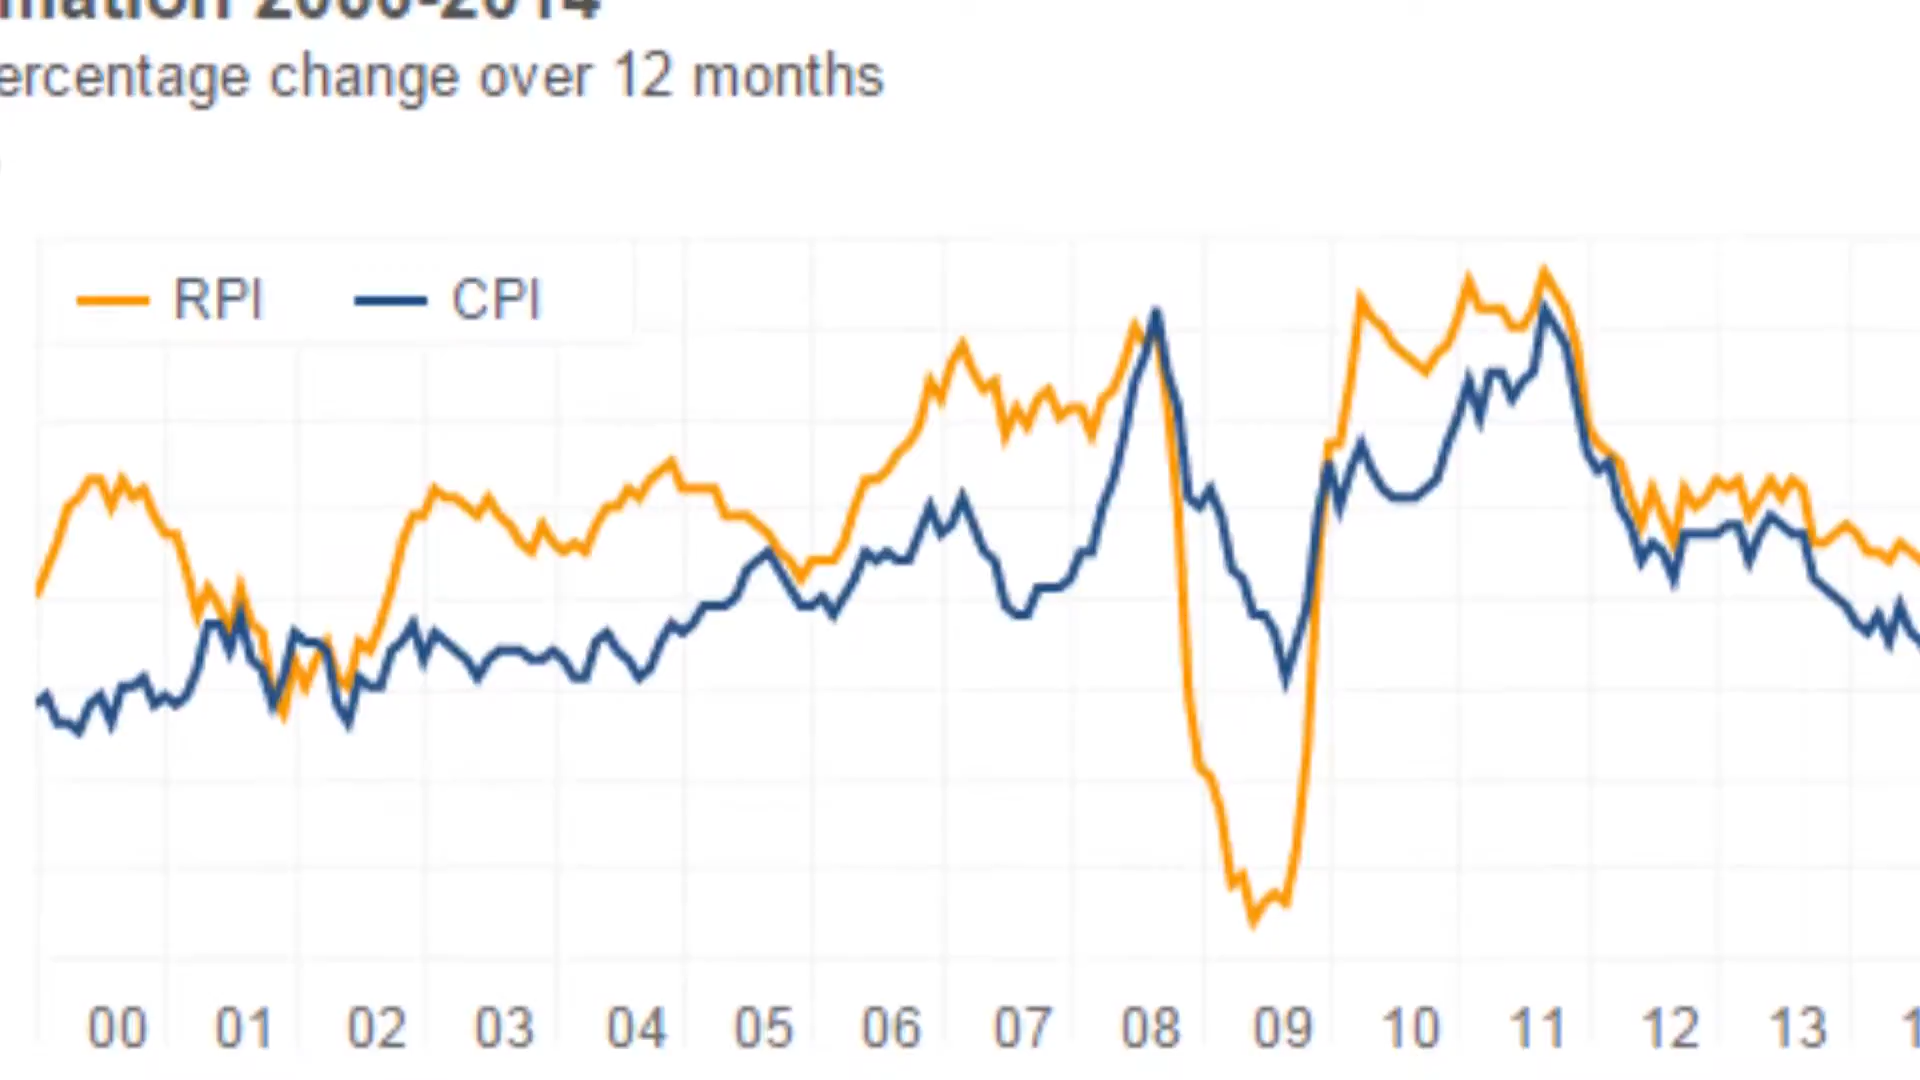 2000-2014
ercentage change over 12 months
RPI CPI
00 01 02 03 04 05 06 07 08 09 10 11 12 13 1